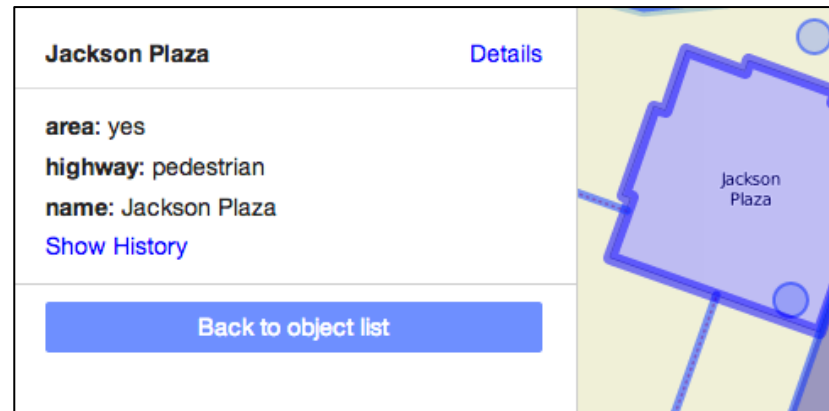 Jackson Plaza Details
area: yes
highway: pedestrian
name: Jackson Plaza
Show History
Back to object list
Jackson
Plaza